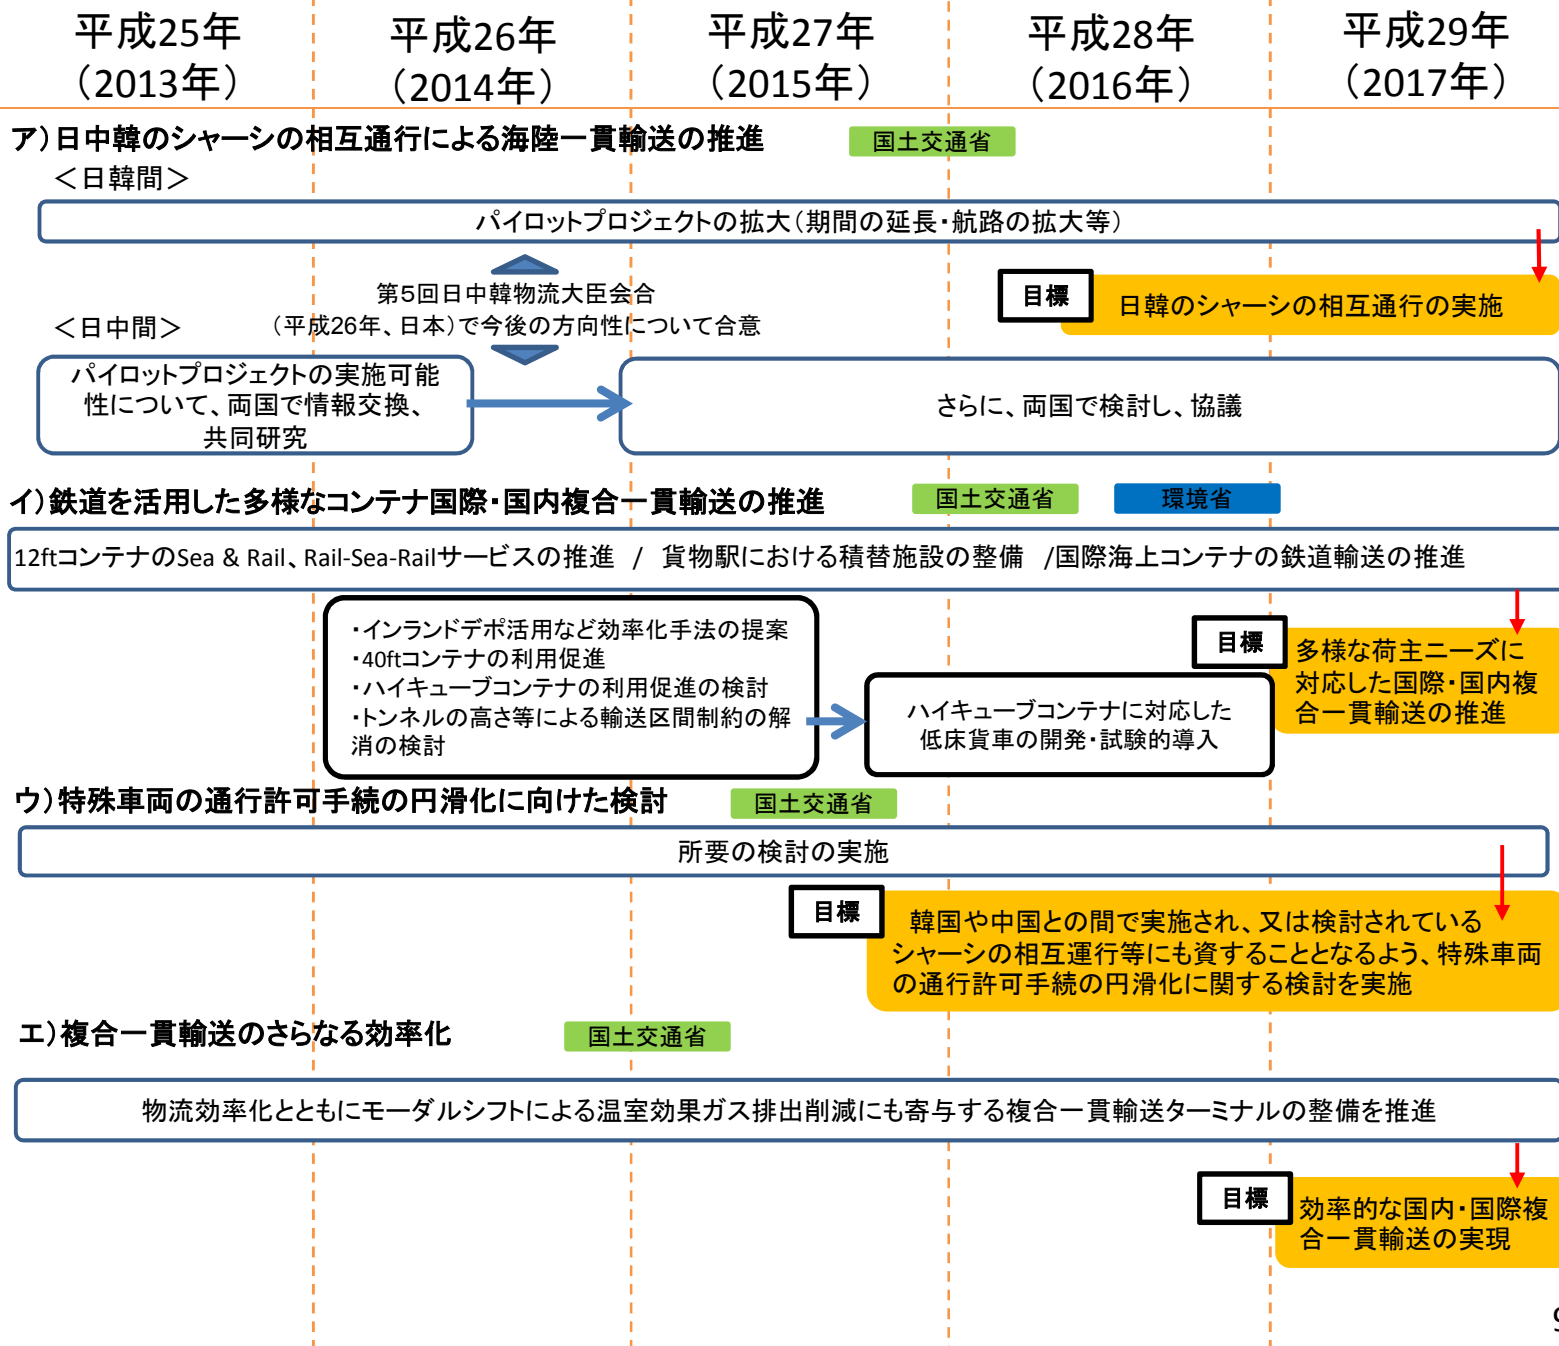 平成25年
（2013年）
平成26年
（2014年）
平成27年
（2015年）
平成28年
（2016年）
平成29年
（2017年）
ア）日中韓のシャーシの相互通行による海陸一貫輸送の推進
国土交通省
＜日韓間＞
パイロットプロジェクトの拡大（期間の延長・航路の拡大等）
第５回日中韓物流大臣会合
（平成26年、日本）で今後の方向性について合意
目標
日韓のシャーシの相互通行の実施
＜日中間＞
パイロットプロジェクトの実施可能
性について、両国で情報交換、
共同研究
さらに、両国で検討し、協議
イ）鉄道を活用した多様なコンテナ国際・国内複合一貫輸送の推進
国土交通省
環境省
12ftコンテナのSea & Rail、Rail-Sea-Railサービスの推進 / 貨物駅における積替施設の整備 /国際海上コンテナの鉄道輸送の推進
・インランドデポ活用など効率化手法の提案
・40ftコンテナの利用促進
・ハイキューブコンテナの利用促進の検討
・トンネルの高さ等による輸送区間制約の解
消の検討
ハイキューブコンテナに対応した
低床貨車の開発・試験的導入
目標
多様な荷主ニーズに
対応した国際・国内複
合一貫輸送の推進
ウ）特殊車両の通行許可手続の円滑化に向けた検討
国土交通省
所要の検討の実施
目標
韓国や中国との間で実施され、又は検討されている
シャーシの相互運行等にも資することとなるよう、特殊車両
の通行許可手続の円滑化に関する検討を実施
エ）複合一貫輸送のさらなる効率化
国土交通省
物流効率化とともにモーダルシフトによる温室効果ガス排出削減にも寄与する複合一貫輸送ターミナルの整備を推進
目標
効率的な国内・国際複
合一貫輸送の実現